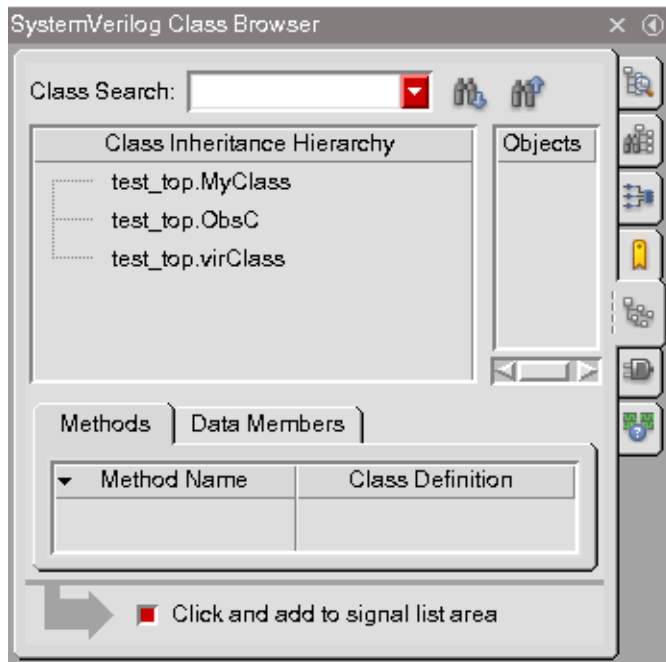 SystemVerilog Class Browser
Class Search:
Class Inheritance Hierarchy
Objects
test_top.MyClass
test_top.ObsC
test_top.virClass
Methods
Data Members
Method Name
Class Definition
Click and add to signal list area